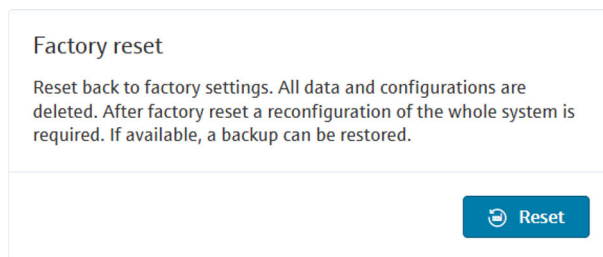 Factory reset
Reset back to factory settings. All data and configurations are
deleted. After factory reset a reconfiguration of the whole system is
required. If available, a backup can be restored.
Reset